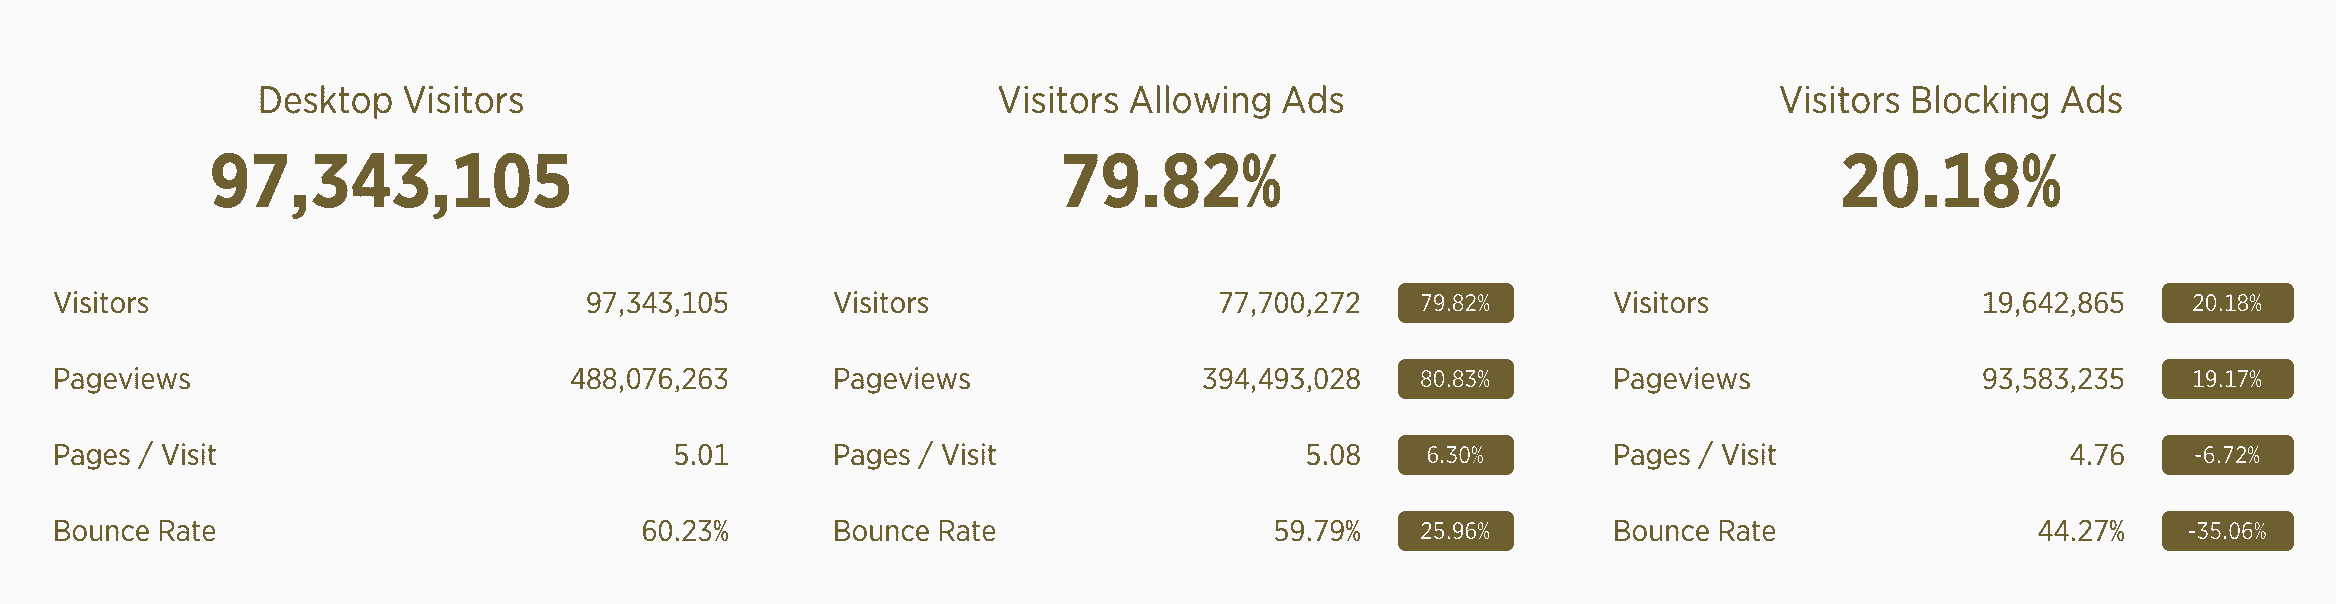 Desktop Visitors
97,343,105
Visitors 97,343,105
Pageviews 488,076,263
Pages / Visit 5.01
Bounce Rate 60.23%
Visitors Allowing Ads
79.82%
Visitors 77,700,272 79.82%
Pageviews 394,493,028 80.83%
Pages / Visit 5.08 6.30%
Bounce Rate 59.79% 25.96%
Visitors Blocking Ads
20.18%
Visitors 19,642,865 20.18%
Pageviews 93,583,235 19.17%
Pages / Visit 4.76 -6.72%
Bounce Rate 44.27% -35.06%